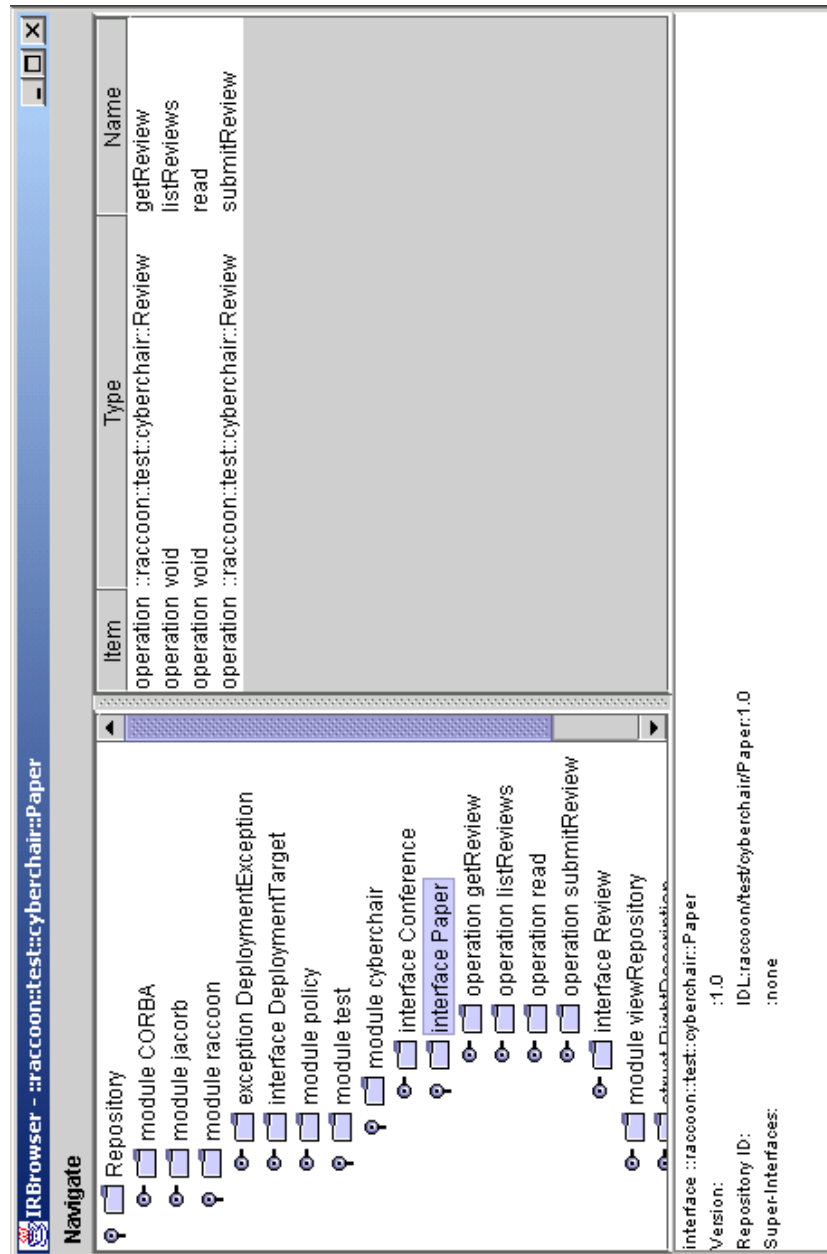 IRBrowser - ::raccoon::test::cyberchair::Paper
Navigate
Repository
module CORBA
module jacorb
module raccoon
exception DeploymentException
interface DeploymentTarget
module policy
module test
module cyberchair
interface Conference
interface Paper
operation getReview
operation listReviews
operation read
operation submitReview
interface Review
module viewRepository
struct RightDescription
Item Type Name
operation ::raccoon::test::cyberchair::Review getReview
operation void listReviews
operation void read
operation ::raccoon::test::cyberchair::Review submitReview
interface ::raccoon::test::cyberchair::Paper
Version: :1.0
Repository ID: IDL:raccoon/test/cyberchair/Paper:1.0
Super-Interfaces: :none